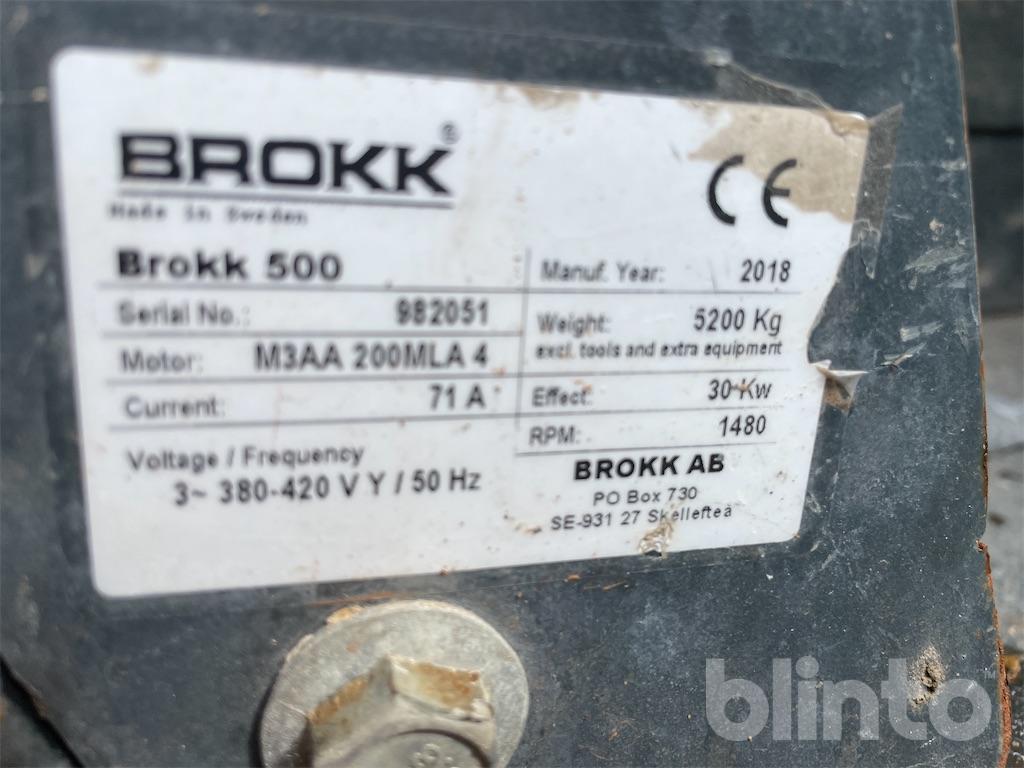 BROKK®
Made in Sweden
CE
Brokk 500
Serial No.: 982051
Motor: M3AA 200MLA 4
Current: 71 A
Voltage / Frequency
3~ 380-420 V Y / 50 Hz
Manuf. Year: 2018
Weight: 5200 Kg
excl. tools and extra equipment
Effect: 30 Kw
RPM: 1480
BROKK AB
PO Box 730
SE-931 27 Skellefteå
blinto™